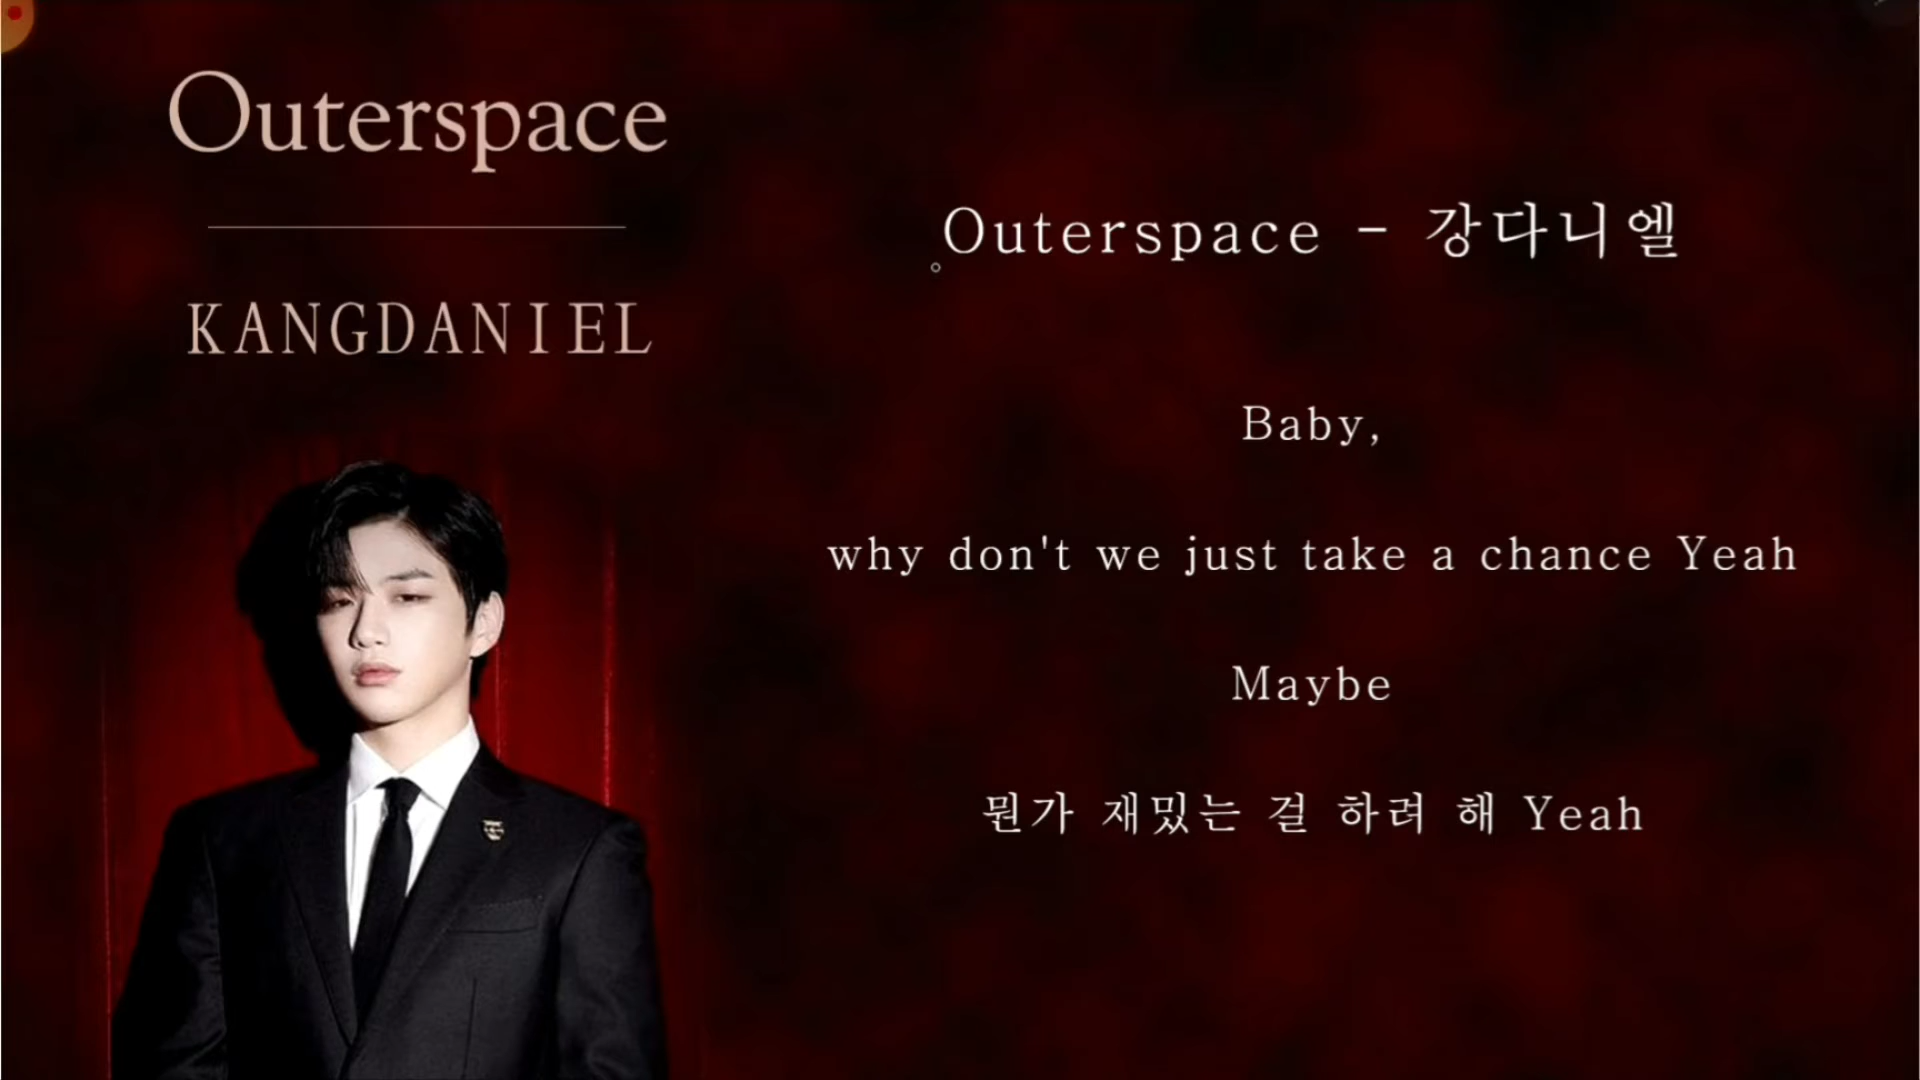 Outerspace
KANGDANIEL
Outerspace - 강다니엘
Baby,
why don't we just take a chance Yeah
Maybe
뭔가 재밌는 걸 하려 해 Yeah